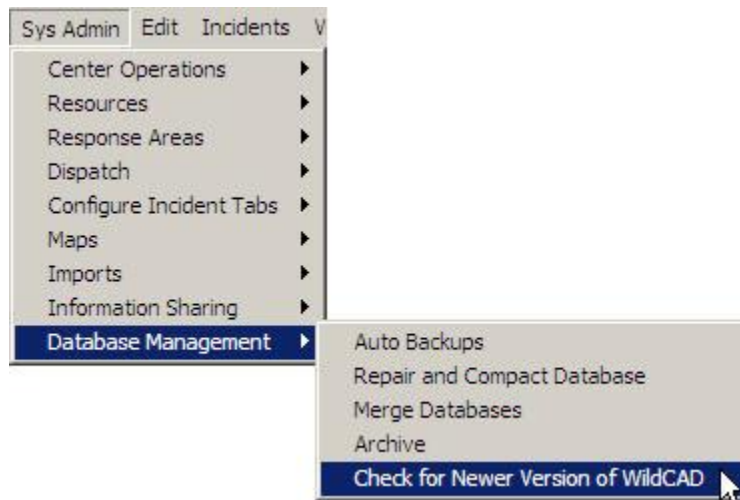 Sys Admin Edit Incidents
Center Operations
Resources
Response Areas
Dispatch
Configure Incident Tabs
Maps
Imports
Information Sharing
Database Management
Auto Backups
Repair and Compact Database
Merge Databases
Archive
Check for Newer Version of WildCAD